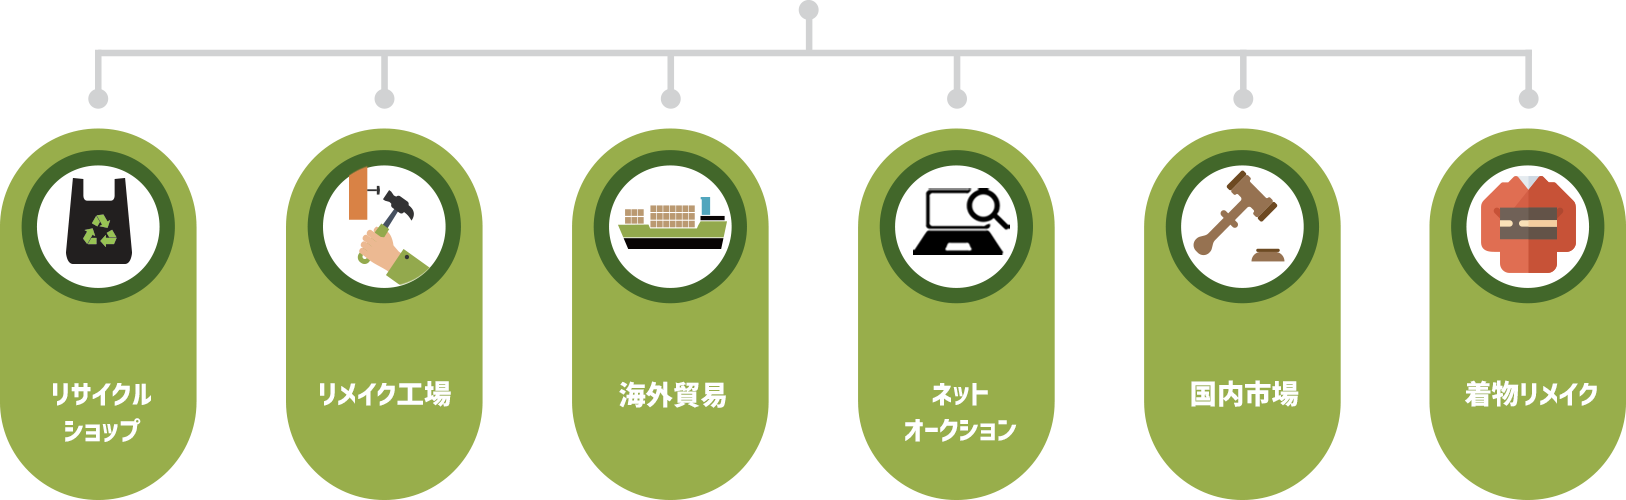 リサイクル
ショップ
リメイク工場
海外貿易
ネット
オークション
国内市場
着物リメイク